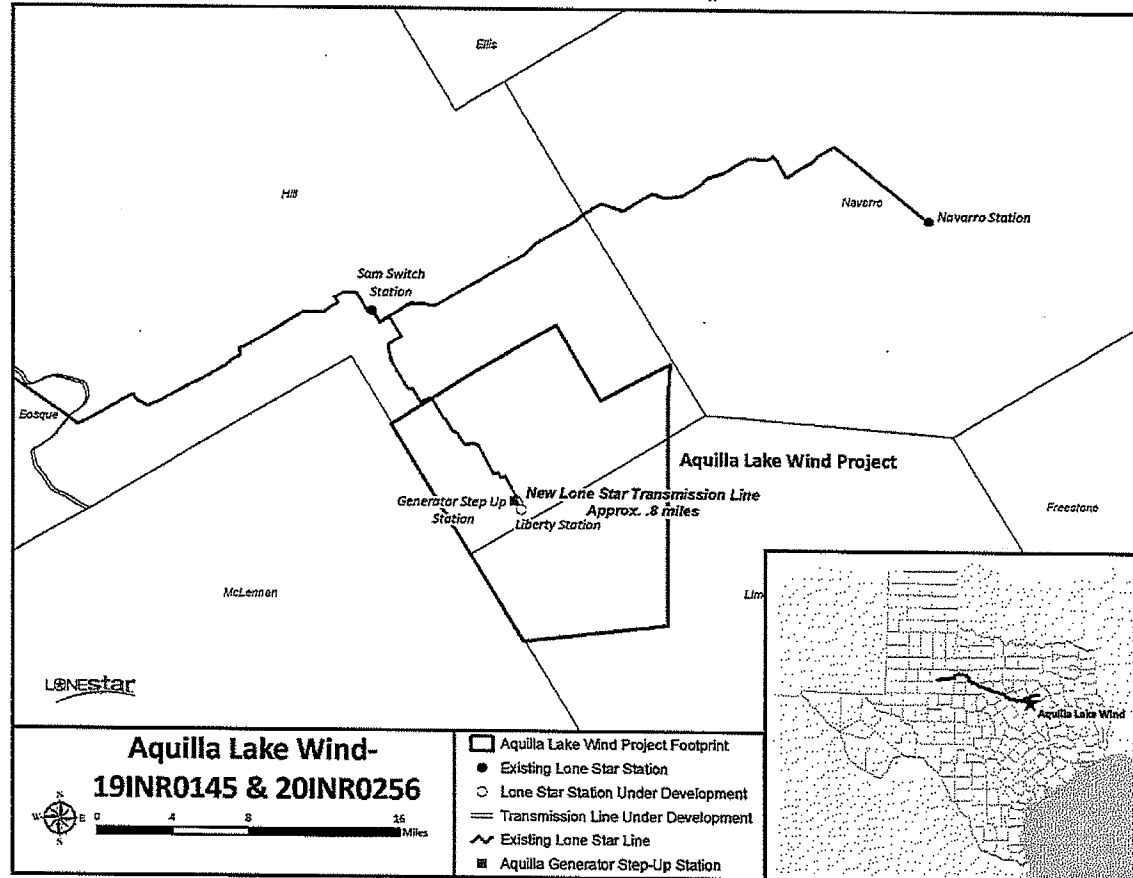 Ellis
Hill
Navarro
Navarro Station
Sam Switch
Station
Bosque
Aquilla Lake Wind Project
Generator Step Up
Station
New Lone Star Transmission Line
Approx. .8 miles
Liberty Station
Freestone
McLennan
Lim
LONESTAR
Aquilla Lake Wind
Aquilla Lake Wind-
19INR0145 & 20INR0256
N
W E
S
0 4 8 16
Miles
Aquilla Lake Wind Project Footprint
Existing Lone Star Station
Lone Star Station Under Development
Transmission Line Under Development
Existing Lone Star Line
Aquilla Generator Step-Up Station